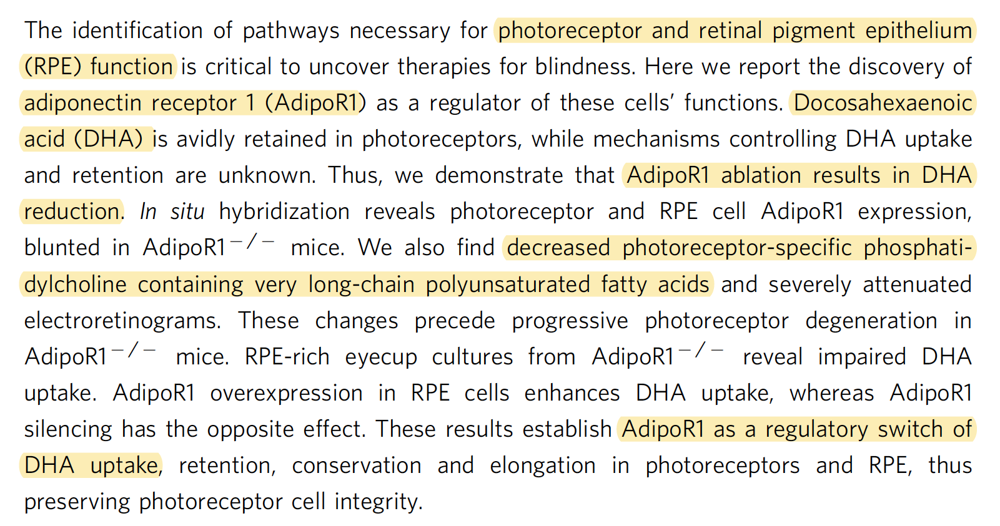 The identification of pathways necessary for photoreceptor and retinal pigment epithelium
(RPE) function is critical to uncover therapies for blindness. Here we report the discovery of
adiponectin receptor 1 (AdipoR1) as a regulator of these cells’ functions. Docosahexaenoic
acid (DHA) is avidly retained in photoreceptors, while mechanisms controlling DHA uptake
and retention are unknown. Thus, we demonstrate that AdipoR1 ablation results in DHA
reduction. In situ hybridization reveals photoreceptor and RPE cell AdipoR1 expression,
blunted in AdipoR1−/− mice. We also find decreased photoreceptor-specific phosphati-
dylcholine containing very long-chain polyunsaturated fatty acids and severely attenuated
electroretinograms. These changes precede progressive photoreceptor degeneration in
AdipoR1−/− mice. RPE-rich eyecup cultures from AdipoR1−/− reveal impaired DHA
uptake. AdipoR1 overexpression in RPE cells enhances DHA uptake, whereas AdipoR1
silencing has the opposite effect. These results establish AdipoR1 as a regulatory switch of
DHA uptake, retention, conservation and elongation in photoreceptors and RPE, thus
preserving photoreceptor cell integrity.